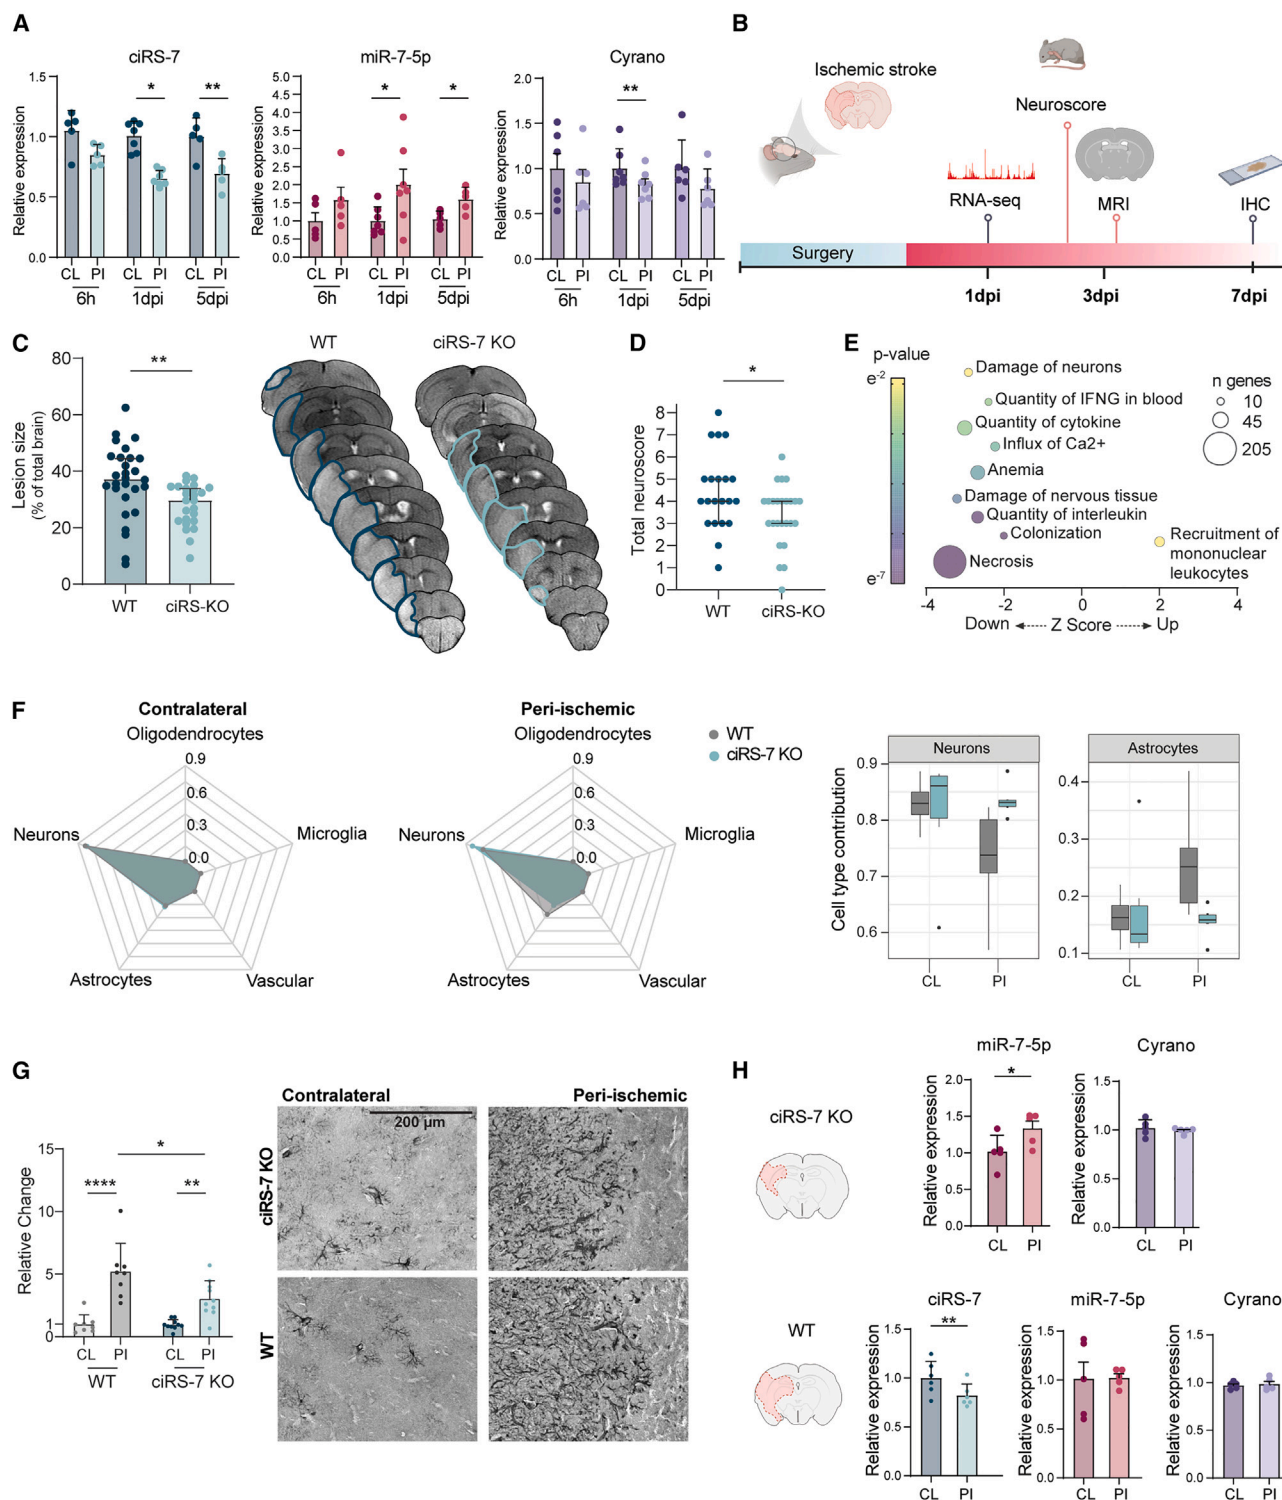 A
ciRS-7
miR-7-5p
Cyrano
Relative expression
1.5
1.0
0.5
0.0
*
**
CL PI CL PI CL PI
6h 1dpi 5dpi
Relative expression
5.0
4.5
4.0
3.5
3.0
2.5
2.0
1.5
1.0
0.5
0.0
*
*
CL PI CL PI CL PI
6h 1dpi 5dpi
Relative expression
2.0
1.5
1.0
0.5
0.0
**
CL PI CL PI CL PI
6h 1dpi 5dpi
B
Ischemic stroke
Neuroscore
RNA-seq
MRI
IHC
Surgery
1dpi
3dpi
7dpi
C
Lesion size
(% of total brain)
80
60
40
20
0
**
WT
ciRS-KO
WT
ciRS-7 KO
D
Total neuroscore
8
7
6
5
4
3
2
1
0
*
WT
ciRS-KO
E
p-value
e-2
e-7
Damage of neurons
Quantity of IFNG in blood
Quantity of cytokine
Influx of Ca2+
Anemia
Damage of nervous tissue
Quantity of interleukin
Colonization
Necrosis
Recruitment of
mononuclear
leukocytes
n genes
10
45
205
-4 -2 0 2 4
Down Z Score Up
F
Contralateral
Oligodendrocytes
0.9
0.6
0.3
0.0
Neurons
Microglia
Astrocytes
Vascular
Peri-ischemic
Oligodendrocytes
0.9
0.6
0.3
0.0
Neurons
Microglia
Astrocytes
Vascular
WT
ciRS-7 KO
Cell type contribution
Neurons
0.9
0.8
0.7
0.6
CL PI
Astrocytes
0.4
0.3
0.2
0.1
CL PI
G
Relative Change
15
10
5
1
0
*
****
**
CL PI CL PI
WT ciRS-7 KO
Contralateral
Peri-ischemic
200 µm
ciRS-7 KO
WT
H
ciRS-7 KO
miR-7-5p
Relative expression
2.0
1.5
1.0
0.5
0.0
*
CL PI
Cyrano
Relative expression
1.5
1.0
0.5
0.0
CL PI
WT
ciRS-7
Relative expression
1.5
1.0
0.5
0.0
**
CL PI
miR-7-5p
Relative expression
1.5
1.0
0.5
0.0
CL PI
Cyrano
Relative expression
1.5
1.0
0.5
0.0
CL PI